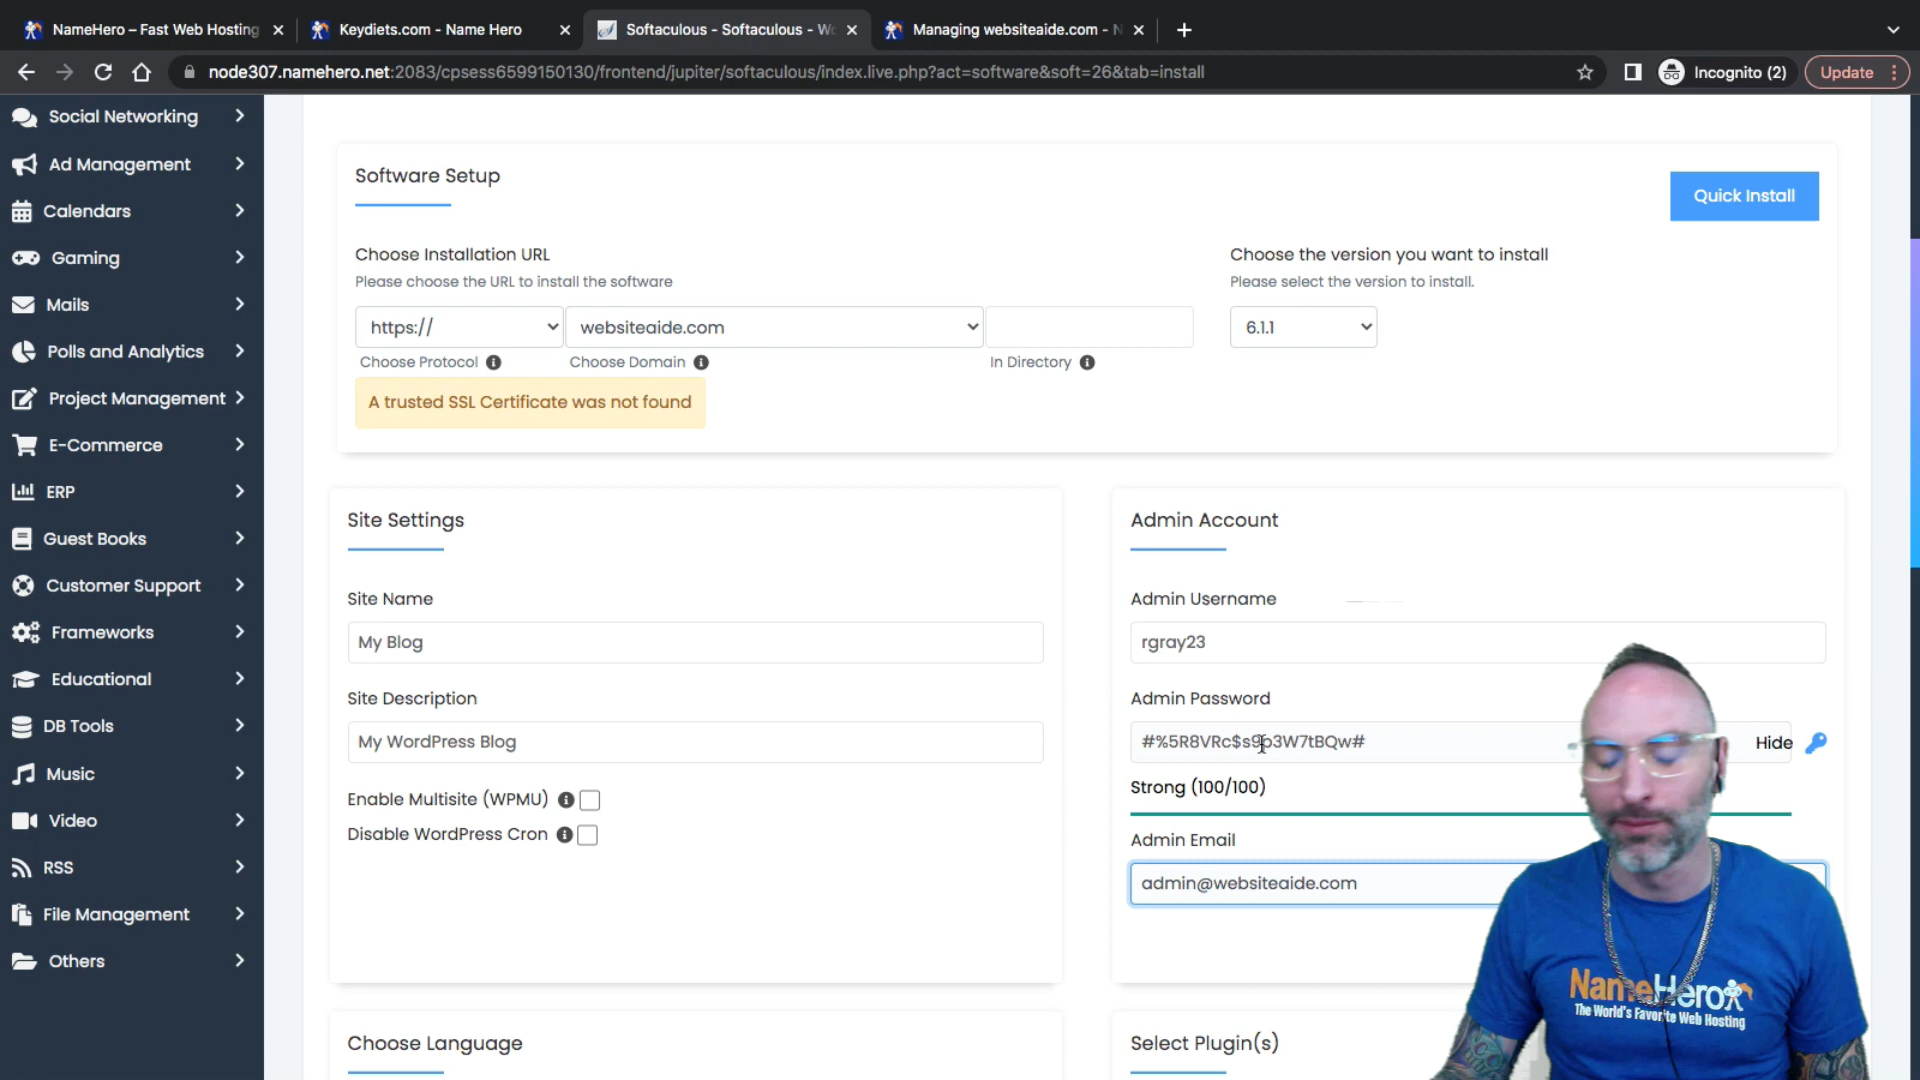 NameHero – Fast Web Hosting
Keydiets.com - Name Hero
Softaculous - Softaculous - Wo
Managing websiteaide.com - N
node307.namehero.net:2083/cpsess6599150130/frontend/jupiter/softaculous/index.live.php?act=software&soft=26&tab=install
Incognito (2)
Update
Social Networking
Ad Management
Calendars
Gaming
Mails
Polls and Analytics
Project Management
E-Commerce
ERP
Guest Books
Customer Support
Frameworks
Educational
DB Tools
Music
Video
RSS
File Management
Others
Software Setup
Quick Install
Choose Installation URL
Please choose the URL to install the software
https://
websiteaide.com
Choose Protocol
Choose Domain
In Directory
A trusted SSL Certificate was not found
Choose the version you want to install
Please select the version to install.
6.1.1
Site Settings
Site Name
My Blog
Site Description
My WordPress Blog
Enable Multisite (WPMU)
Disable WordPress Cron
Admin Account
Admin Username
rgray23
Admin Password
#%5R8VRc$s9p3W7tBQw#
Hide
Strong (100/100)
Admin Email
admin@websiteaide.com
Choose Language
Select Plugin(s)
NameHero
The World's Favorite Web Hosting